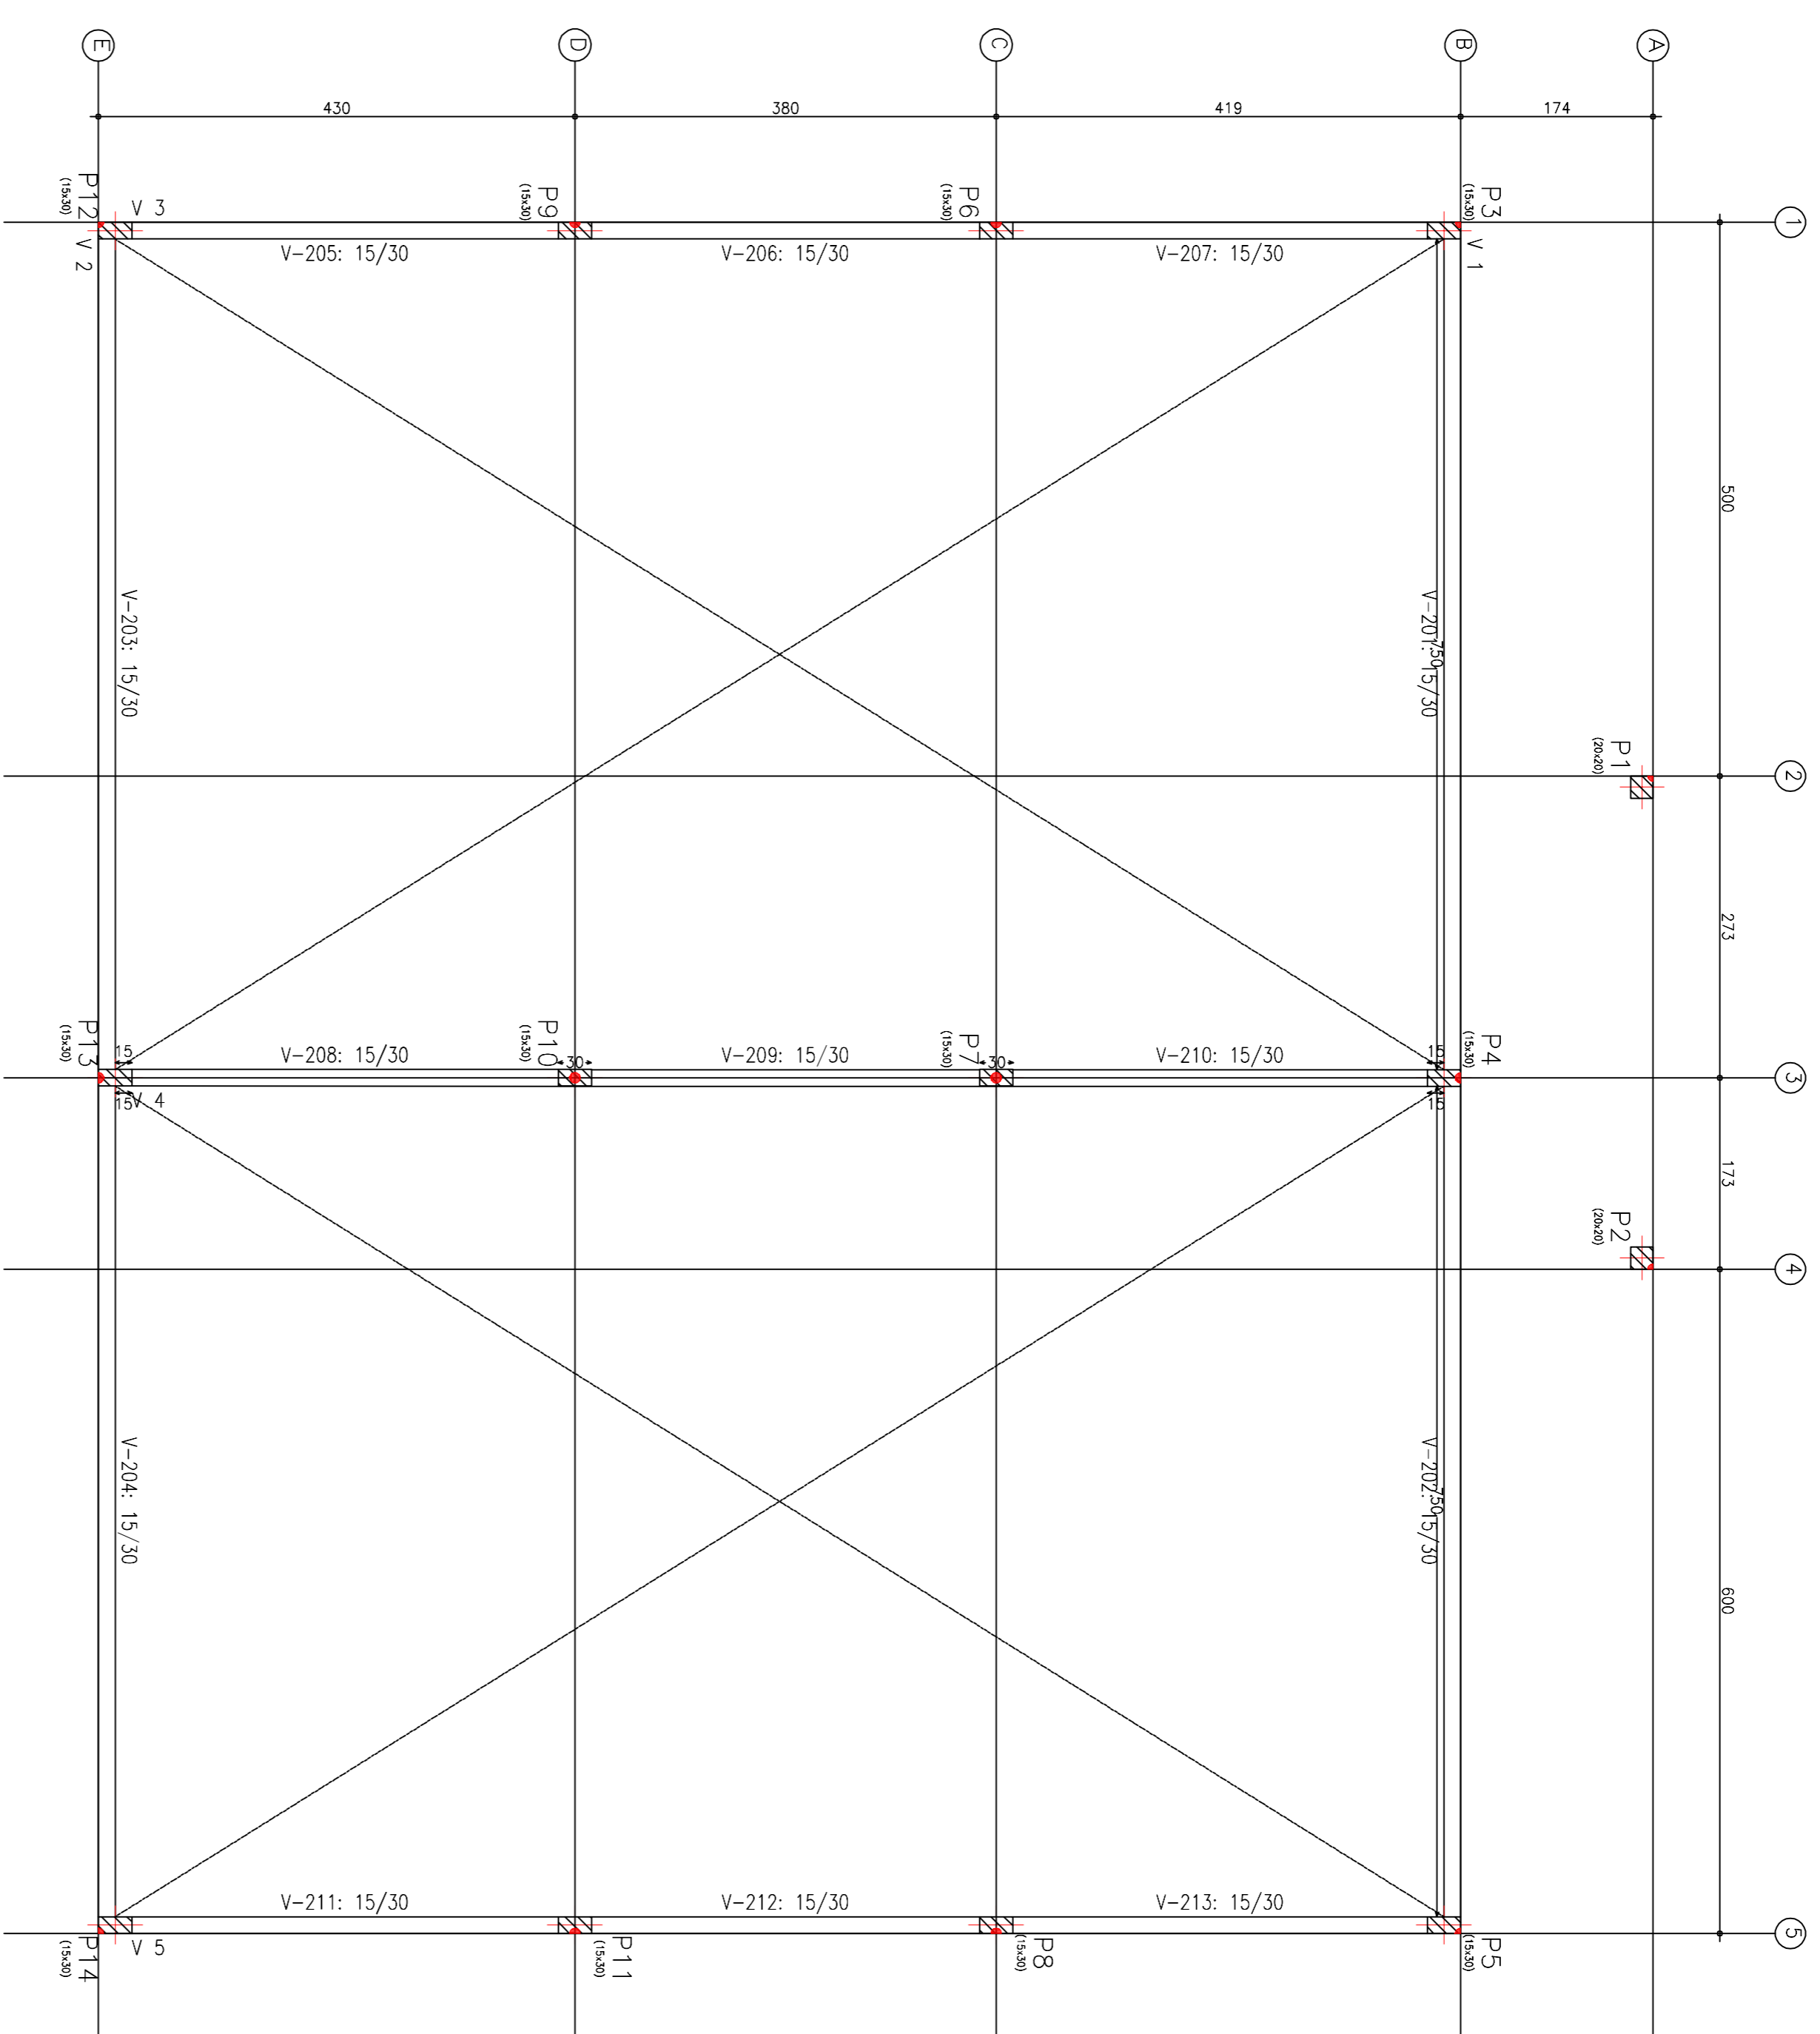 E
D
C
B
A
430
380
419
174
P12
(15x30)
V 3
P9
(15x30)
P6
(15x30)
P3
(15x30)
1
V 2
V-205: 15/30
V-206: 15/30
V-207: 15/30
V 1
500
V-203: 15/30
V-201: 15/30
750
P1
(20x20)
2
273
P13
(15x30)
15
V-208: 15/30
P10
(15x30)
30
V-209: 15/30
P7
(15x30)
30
V-210: 15/30
15
P4
(15x30)
3
15
V 4
15
173
P2
(20x20)
4
V-204: 15/30
V-202: 15/30
750
600
V-211: 15/30
V-212: 15/30
V-213: 15/30
P14
(15x30)
V 5
P11
(15x30)
P8
(15x30)
P5
(15x30)
5